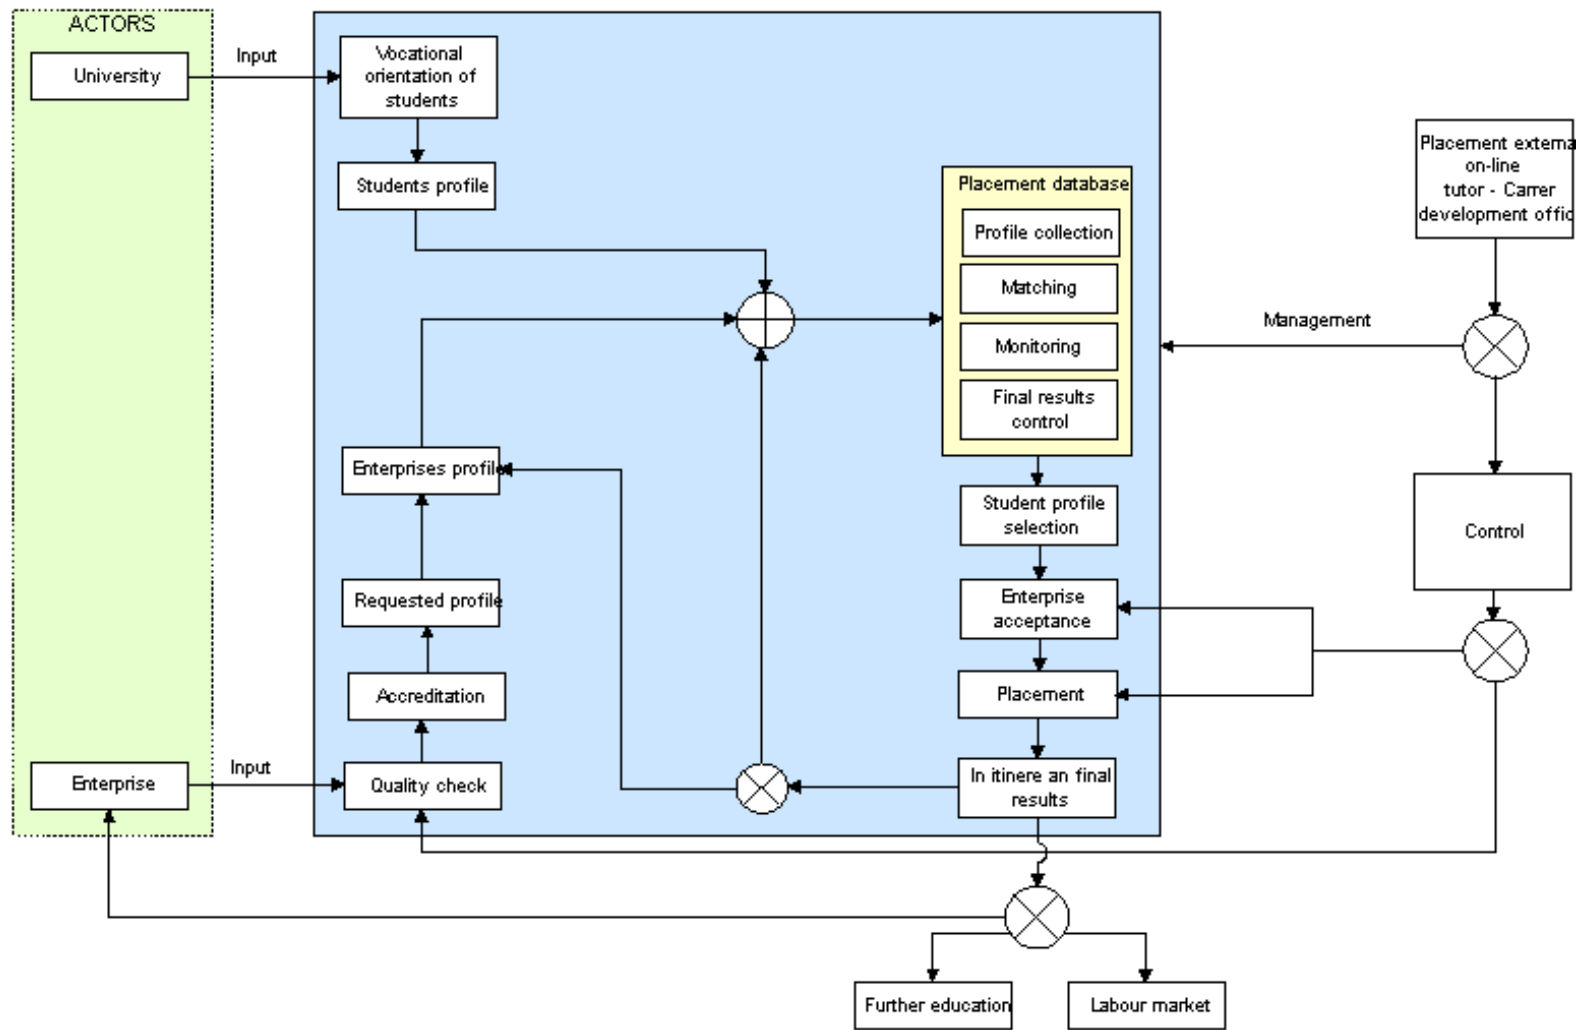 ACTORS
University
Input
Vocational
orientation of
students
Students profile
Placement database
Profile collection
Matching
Monitoring
Final results
control
Placement externa
on-line
tutor - Carrer
development offic
Management
Enterprises profile
Student profile
selection
Control
Requested profile
Enterprise
acceptance
Accreditation
Placement
Enterprise
Input
Quality check
In itinere an final
results
Further education
Labour market